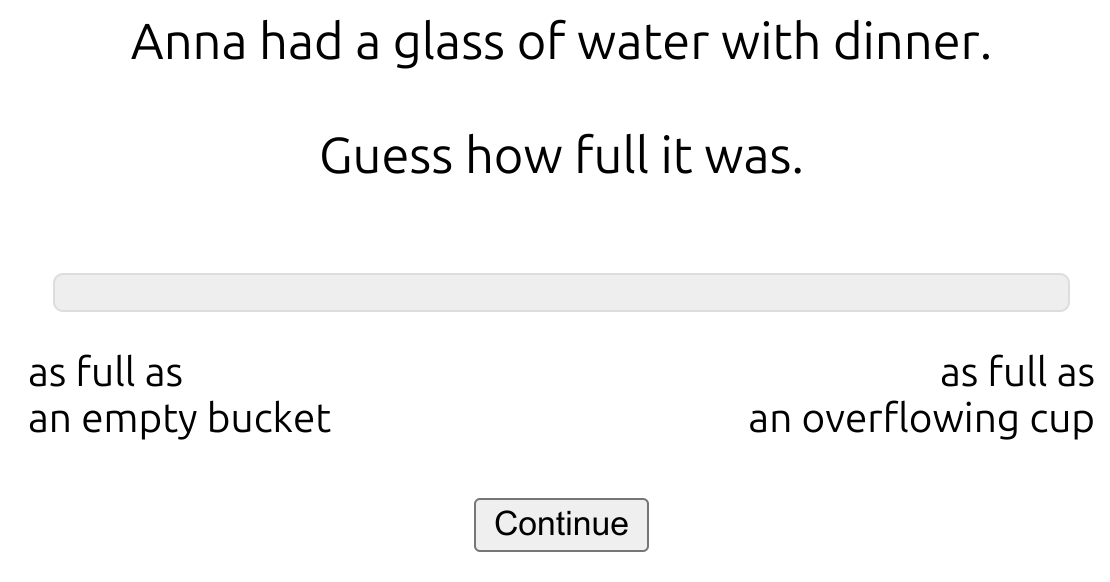 Anna had a glass of water with dinner.
Guess how full it was.
as full as
an empty bucket
as full as
an overflowing cup
Continue